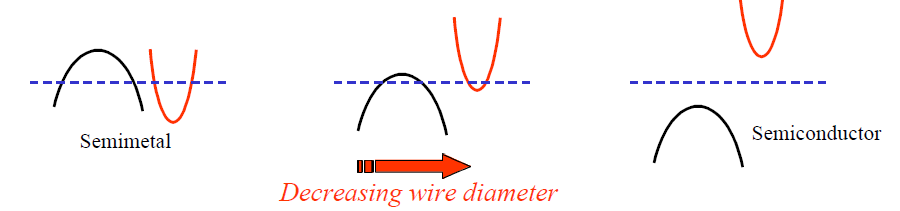 Semimetal
Semiconductor
Decreasing wire diameter